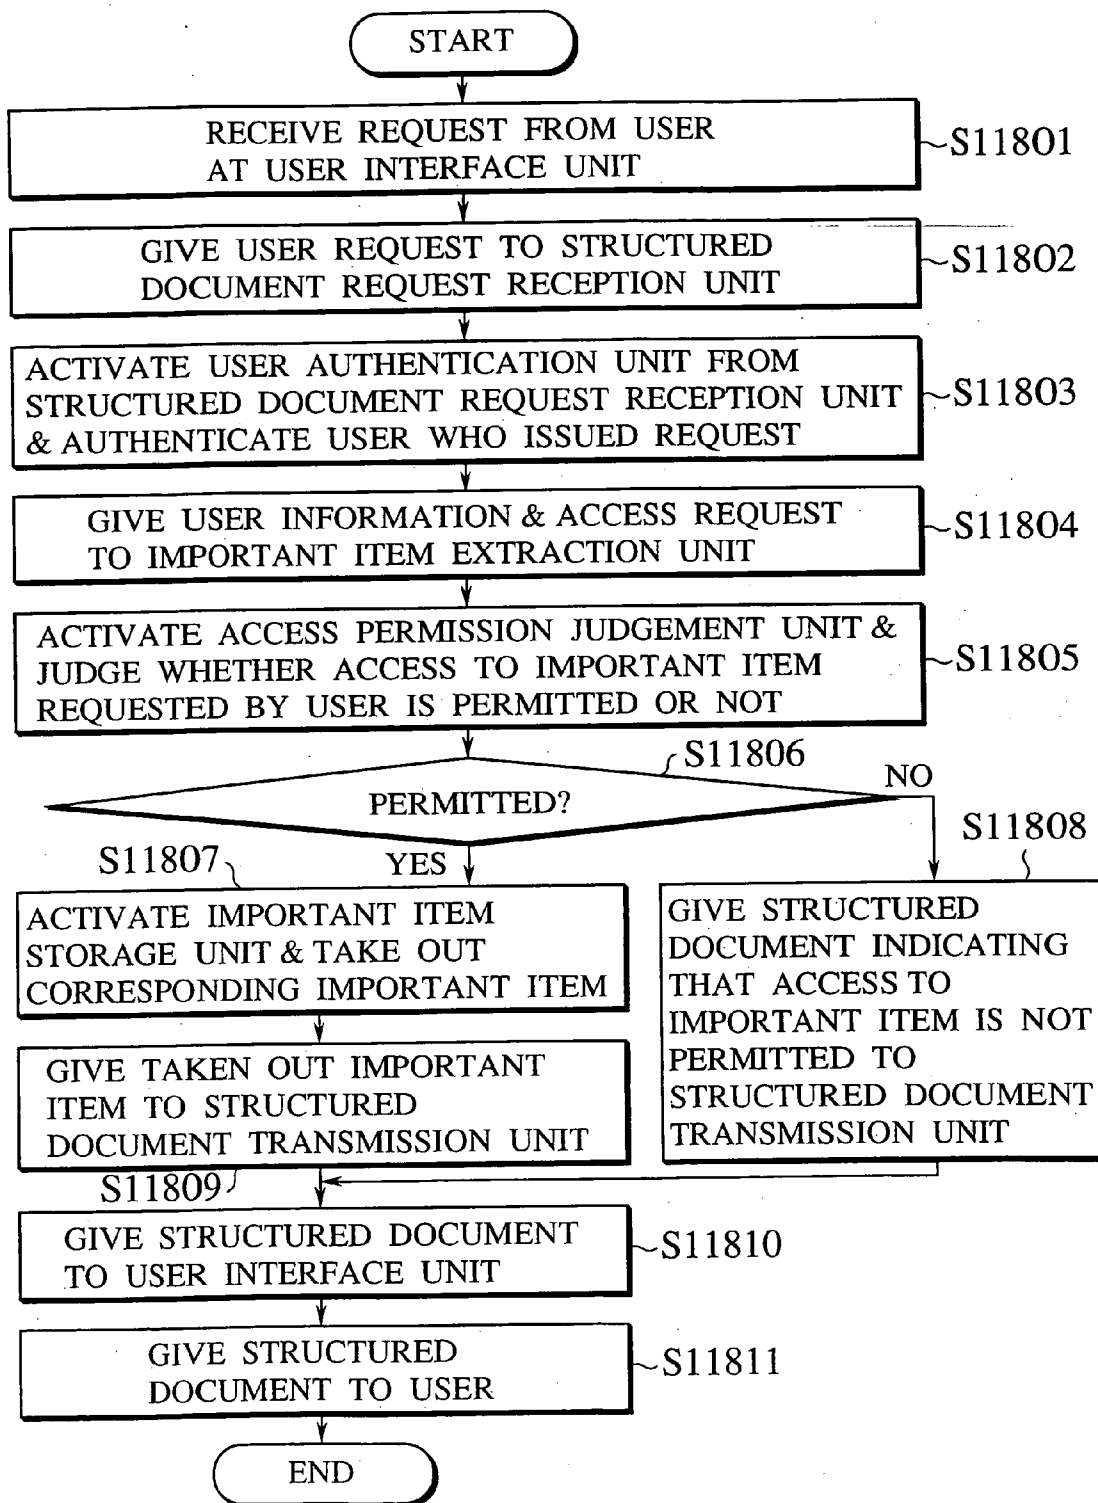 START
RECEIVE REQUEST FROM USER
AT USER INTERFACE UNIT
S11801
GIVE USER REQUEST TO STRUCTURED
DOCUMENT REQUEST RECEPTION UNIT
S11802
ACTIVATE USER AUTHENTICATION UNIT FROM
STRUCTURED DOCUMENT REQUEST RECEPTION UNIT
& AUTHENTICATE USER WHO ISSUED REQUEST
S11803
GIVE USER INFORMATION & ACCESS REQUEST
TO IMPORTANT ITEM EXTRACTION UNIT
S11804
ACTIVATE ACCESS PERMISSION JUDGEMENT UNIT &
JUDGE WHETHER ACCESS TO IMPORTANT ITEM
REQUESTED BY USER IS PERMITTED OR NOT
S11805
S11806
PERMITTED?
NO
YES
S11807
ACTIVATE IMPORTANT ITEM
STORAGE UNIT & TAKE OUT
CORRESPONDING IMPORTANT ITEM
S11808
GIVE STRUCTURED
DOCUMENT INDICATING
THAT ACCESS TO
IMPORTANT ITEM IS NOT
PERMITTED TO
STRUCTURED DOCUMENT
TRANSMISSION UNIT
GIVE TAKEN OUT IMPORTANT
ITEM TO STRUCTURED
DOCUMENT TRANSMISSION UNIT
S11809
GIVE STRUCTURED DOCUMENT
TO USER INTERFACE UNIT
S11810
GIVE STRUCTURED
DOCUMENT TO USER
S11811
END